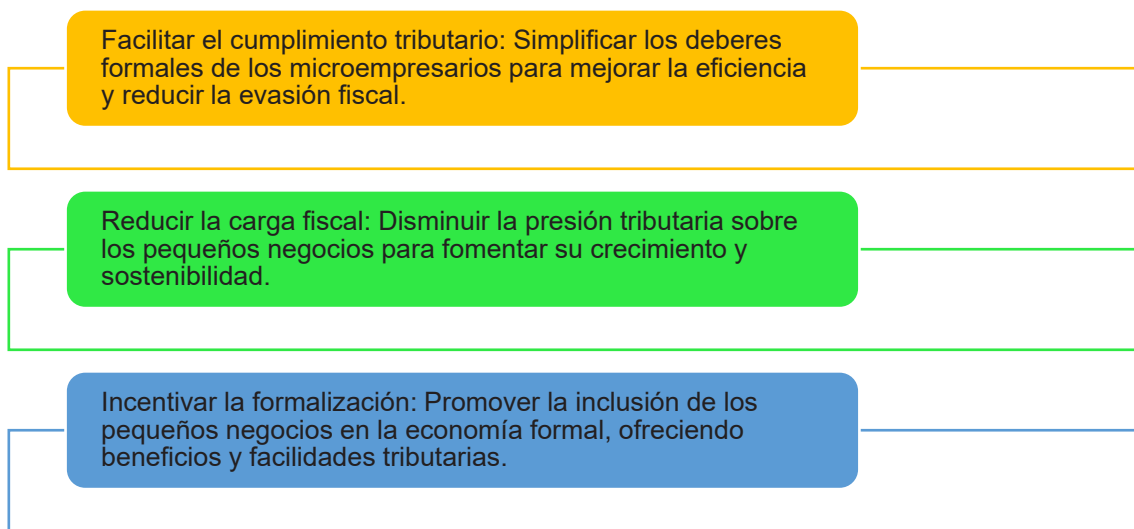 Facilitar el cumplimiento tributario: Simplificar los deberes
formales de los microempresarios para mejorar la eficiencia
y reducir la evasión fiscal.
Reducir la carga fiscal: Disminuir la presión tributaria sobre
los pequeños negocios para fomentar su crecimiento y
sostenibilidad.
Incentivar la formalización: Promover la inclusión de los
pequeños negocios en la economía formal, ofreciendo
beneficios y facilidades tributarias.